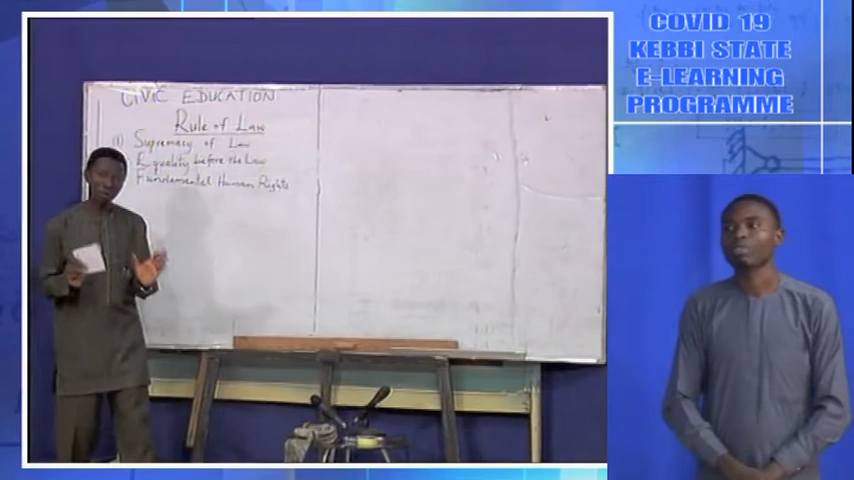 CIVIC EDUCATION
Rule of Law
(1) Supremacy of Law
Equality before the Law
Fundamental Human Rights
COVID 19
KEBBI STATE
E-LEARNING
PROGRAMME